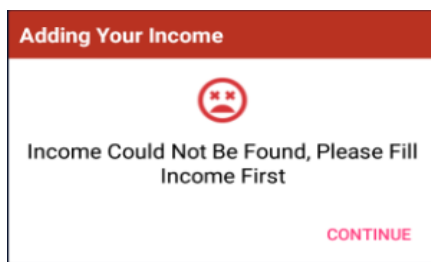 Adding Your Income
Income Could Not Be Found, Please Fill
Income First
CONTINUE